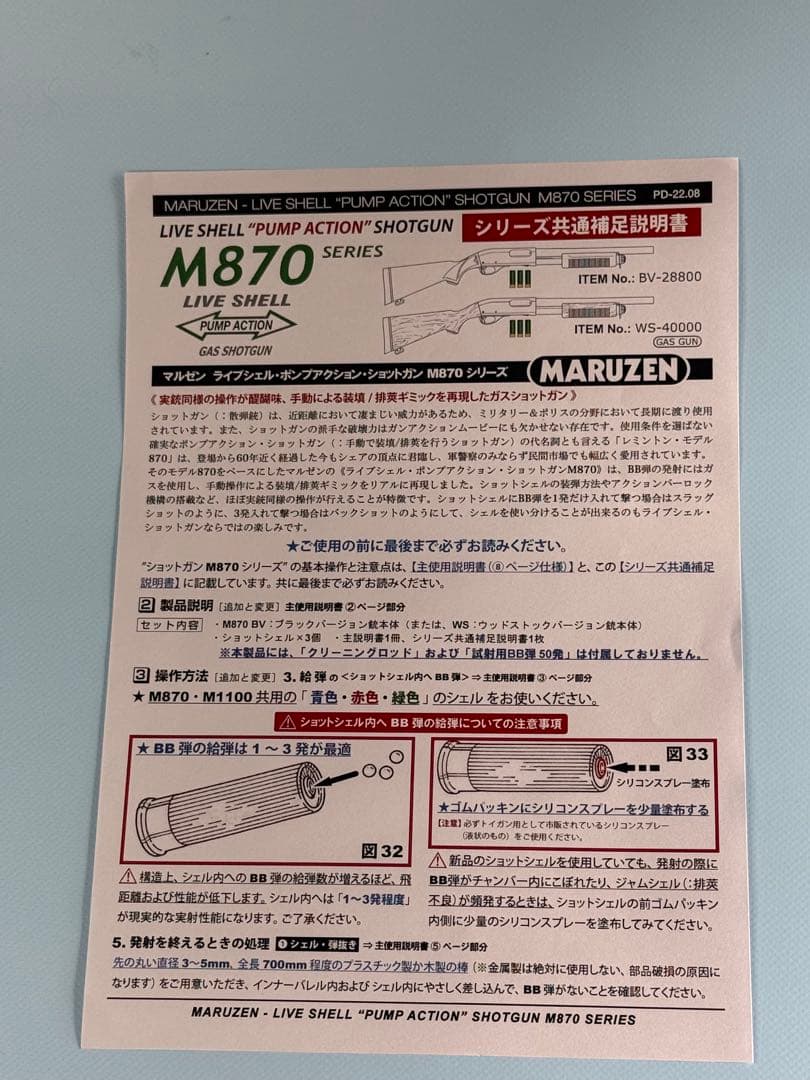 MARUZEN - LIVE SHELL "PUMP ACTION" SHOTGUN M870 SERIES PD-22.08
LIVE SHELL "PUMP ACTION" SHOTGUN シリーズ共通補足説明書
M870 SERIES
LIVE SHELL
PUMP ACTION
GAS SHOTGUN
ITEM No.: BV-28800
ITEM No.: WS-40000
GAS GUN
マルゼン ライブシェル・ポンプアクション・ショットガン M870 シリーズ MARUZEN
《 実銃同様の操作が醍醐味、手動による装填 / 排莢ギミックを再現したガスショットガン 》
ショットガン（：散弾銃）は、近距離において凄まじい威力があるため、ミリタリー＆ポリスの分野において長期に渡り使用
されています。また、ショットガンの派手な破壊力はガンアクションムービーにも欠かせない存在です。使用条件を選ばない
確実なポンプアクション・ショットガン（：手動で装填/排莢を行うショットガン）の代名詞とも言える「レミントン・モデル
870」は、登場から60年近く経過した今もシェアの頂点に君臨し、軍警察のみならず民間市場でも幅広く愛用されています。
そのモデル870をベースにしたマルゼンの《ライブシェル・ポンプアクション・ショットガンM870》は、BB弾の発射にはガ
スを使用し、手動操作による装填/排莢ギミックをリアルに再現しました。ショットシェルの装弾方法やアクションバーロック
機構の搭載など、ほぼ実銃同様の操作が行えることが特徴です。ショットシェルにBB弾を1発だけ入れて撃つ場合はスラッグ
ショットのように、3発入れて撃つ場合はバックショットのようにして、シェルを使い分けることが出来るのもライブシェル・
ショットガンならではの楽しみです。
★ご使用の前に最後まで必ずお読みください。
"ショットガン M870 シリーズ" の基本操作と注意点は、【主使用説明書（⑧ページ仕様）】と、この【シリーズ共通補足
説明書】に記載しています。共に最後まで必ずお読みください。
2 製品説明 [追加と変更] 主使用説明書②ページ部分
セット内容 ・M870 BV：ブラックバージョン銃本体（または、WS：ウッドストックバージョン銃本体）
・ショットシェル×3個 ・主説明書1冊、シリーズ共通補足説明書1枚
※本製品には、「クリーニングロッド」および「試射用BB弾50発」は付属しておりません。
3 操作方法 [追加と変更] 3. 給弾の＜ショットシェル内へ BB 弾＞⇒主使用説明書③ページ部分
★ M870・M1100 共用の「 青色・赤色・緑色 」のシェルをお使いください。
⚠ ショットシェル内へ BB 弾の給弾についての注意事項
★ BB 弾の給弾は 1 〜 3 発が最適
図32
⚠ 構造上、シェル内への BB 弾の給弾数が増えるほど、飛
距離および性能が低下します。シェル内へは「1〜3発程度」
が現実的な実射性能になります。ご了承ください。
図33
シリコンスプレー塗布
★ゴムパッキンにシリコンスプレーを少量塗布する
【注意】必ずトイガン用として市販されているシリコンスプレー
（液状のもの）をご使用ください。
⚠ 新品のショットシェルを使用していても、発射の際に
BB弾がチャンバー内にこぼれたり、ジャムシェル（：排莢
不良）が頻発するときは、ショットシェルの前ゴムパッキン
内側に少量のシリコンスプレーを塗布してみてください。
5. 発射を終えるときの処理 ❶シェル・弾抜き ⇒主使用説明書⑤ページ部分
先の丸い直径 3〜5mm、全長 700mm 程度のプラスチック製か木製の棒（※金属製は絶対に使用しない、部品破損の原因に
なります）をご用意いただき、インナーバレル内およびシェル内にやさしく差し込んで、BB 弾がないことを確認してください。
MARUZEN - LIVE SHELL "PUMP ACTION" SHOTGUN M870 SERIES